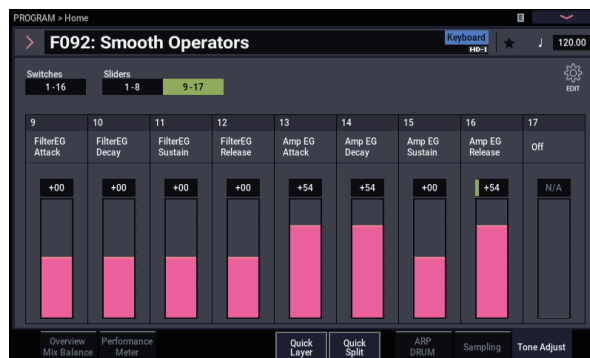 PROGRAM > Home
E
F092: Smooth Operators
Keyboard
HD-1
♩ 120.00
Switches
1-16
Sliders
1-8 9-17
EDIT
9 10 11 12 13 14 15 16 17
FilterEG Attack
FilterEG Decay
FilterEG Sustain
FilterEG Release
Amp EG Attack
Amp EG Decay
Amp EG Sustain
Amp EG Release
Off
+00 +00 +00 +00 +54 +54 +00 +54 N/A
Overview Mix Balance
Performance Meter
Quick Layer
Quick Split
ARP DRUM
Sampling
Tone Adjust